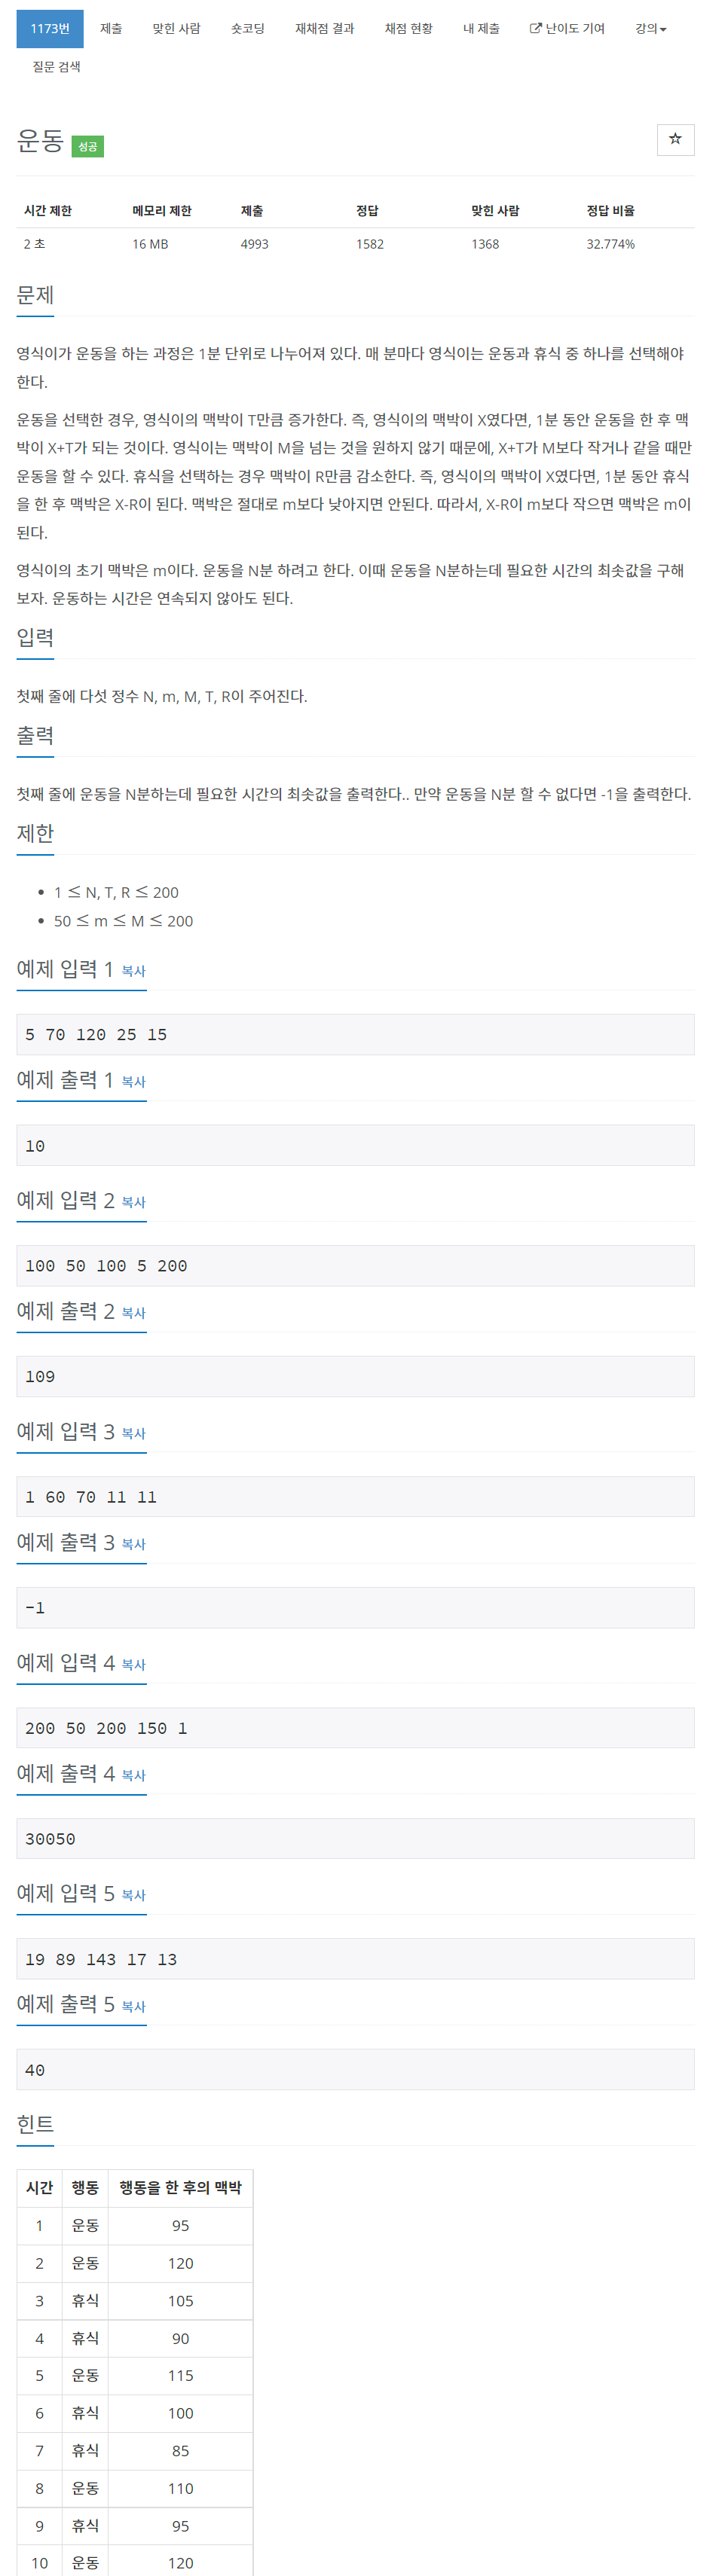 1173번 제출 맞힌 사람 숏코딩 재채점 결과 채점 현황 내 제출 난이도 기여 강의
질문 검색
운동 성공
시간 제한 메모리 제한 제출 정답 맞힌 사람 정답 비율
2 초 16 MB 4993 1582 1368 32.774%
문제
영식이가 운동을 하는 과정은 1분 단위로 나누어져 있다. 매 분마다 영식이는 운동과 휴식 중 하나를 선택해야
한다.
운동을 선택한 경우, 영식이의 맥박이 T만큼 증가한다. 즉, 영식이의 맥박이 X였다면, 1분 동안 운동을 한 후 맥
박이 X+T가 되는 것이다. 영식이는 맥박이 M을 넘는 것을 원하지 않기 때문에, X+T가 M보다 작거나 같을 때만
운동을 할 수 있다. 휴식을 선택하는 경우 맥박이 R만큼 감소한다. 즉, 영식이의 맥박이 X였다면, 1분 동안 휴식
을 한 후 맥박은 X-R이 된다. 맥박은 절대로 m보다 낮아지면 안된다. 따라서, X-R이 m보다 작으면 맥박은 m이
된다.
영식이의 초기 맥박은 m이다. 운동을 N분 하려고 한다. 이때 운동을 N분하는데 필요한 시간의 최솟값을 구해
보자. 운동하는 시간은 연속되지 않아도 된다.
입력
첫째 줄에 다섯 정수 N, m, M, T, R이 주어진다.
출력
첫째 줄에 운동을 N분하는데 필요한 시간의 최솟값을 출력한다.. 만약 운동을 N분 할 수 없다면 -1을 출력한다.
제한
• 1 ≤ N, T, R ≤ 200
• 50 ≤ m ≤ M ≤ 200
예제 입력 1 복사
5 70 120 25 15
예제 출력 1 복사
10
예제 입력 2 복사
100 50 100 5 200
예제 출력 2 복사
109
예제 입력 3 복사
1 60 70 11 11
예제 출력 3 복사
-1
예제 입력 4 복사
200 50 200 150 1
예제 출력 4 복사
30050
예제 입력 5 복사
19 89 143 17 13
예제 출력 5 복사
40
힌트
시간 행동 행동을 한 후의 맥박
1 운동 95
2 운동 120
3 휴식 105
4 휴식 90
5 운동 115
6 휴식 100
7 휴식 85
8 운동 110
9 휴식 95
10 운동 120